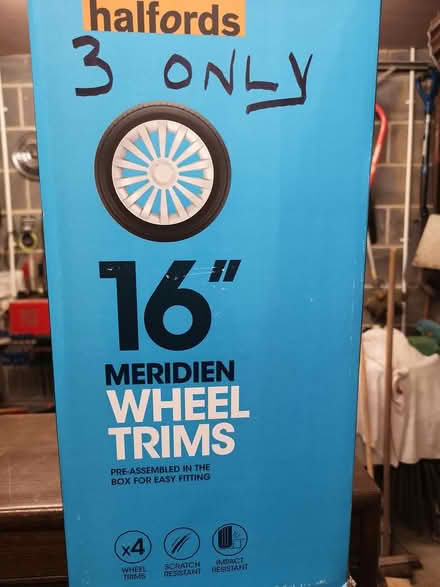 halfords
3 ONLY
16"
MERIDIEN
WHEEL
TRIMS
PRE-ASSEMBLED IN THE
BOX FOR EASY FITTING
x4
WHEEL
TRIMS
SCRATCH
RESISTANT
IMPACT
RESISTANT